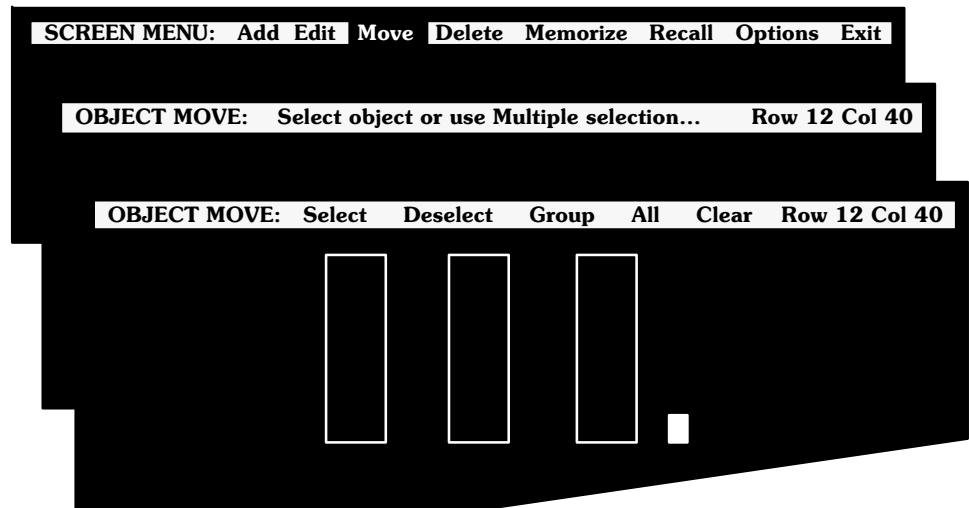 SCREEN MENU: Add Edit Move Delete Memorize Recall Options Exit
OBJECT MOVE: Select object or use Multiple selection... Row 12 Col 40
OBJECT MOVE: Select Deselect Group All Clear Row 12 Col 40